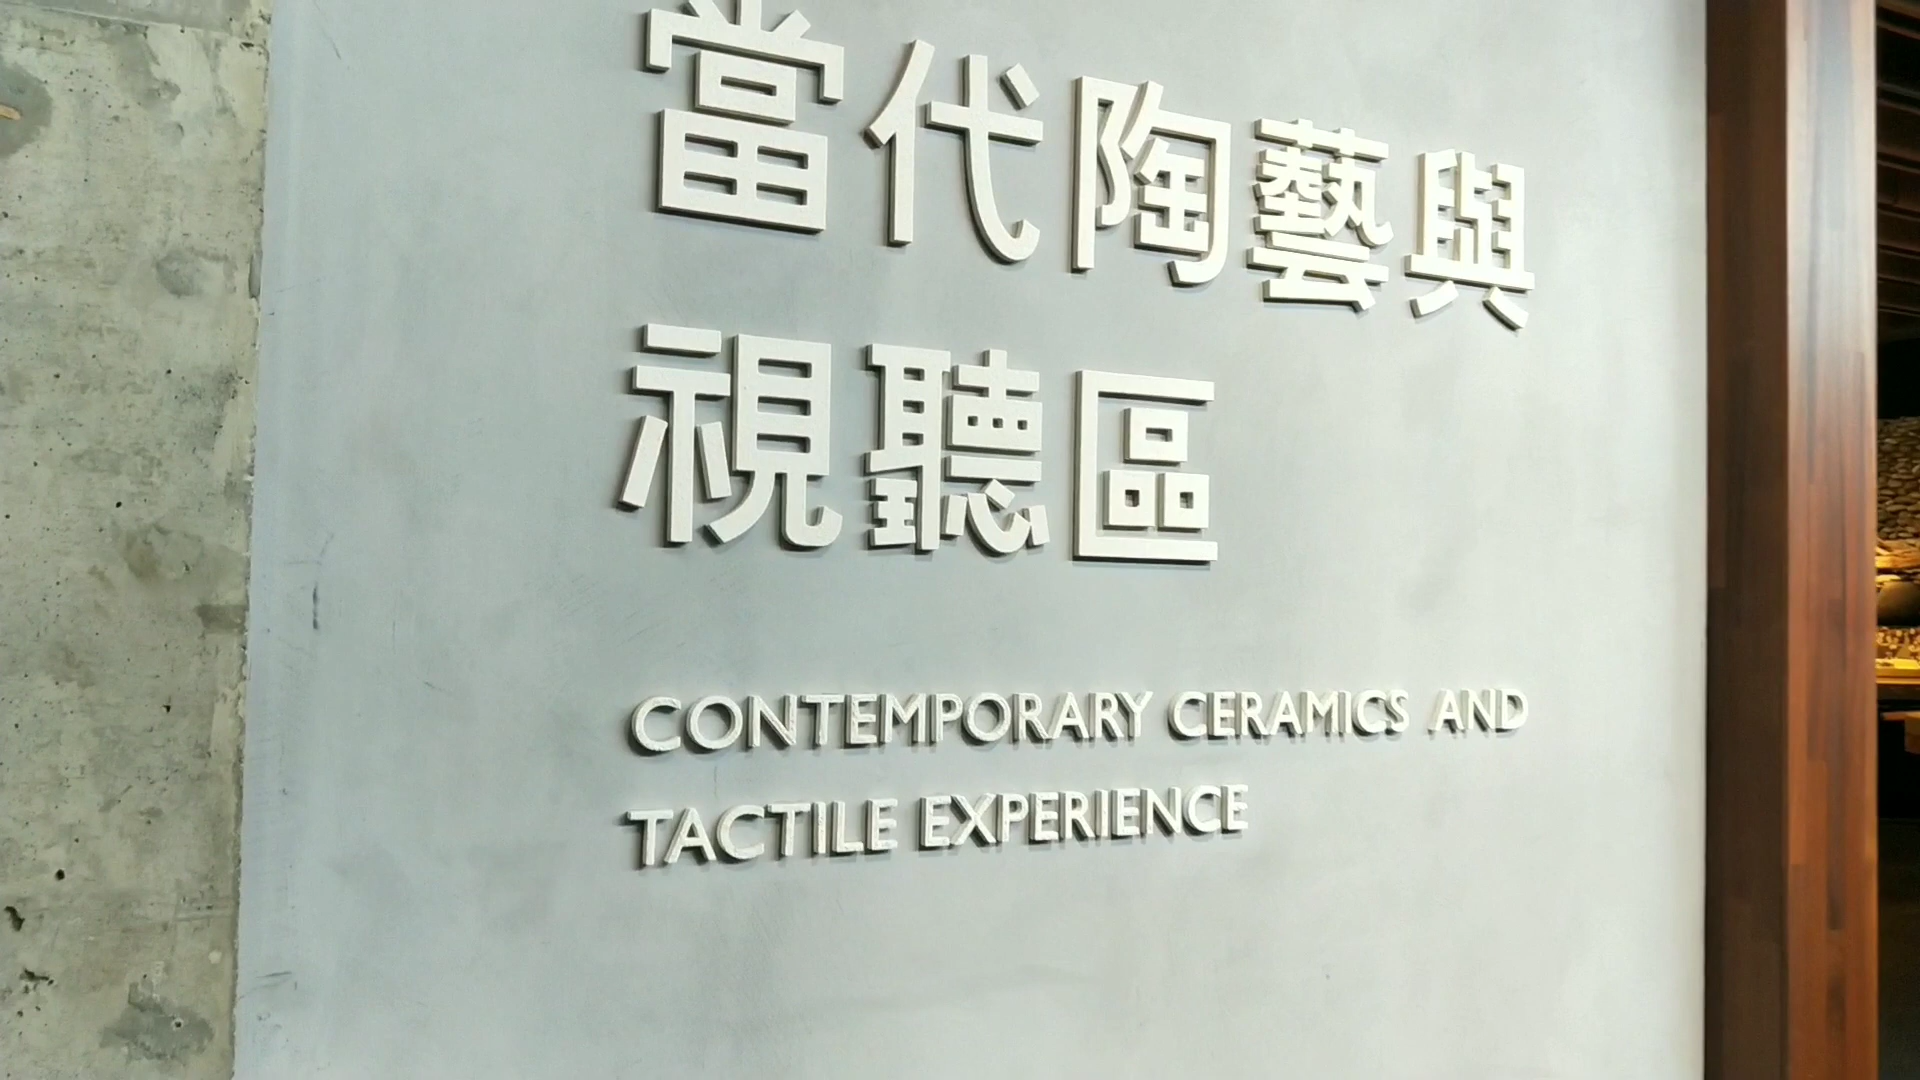 當代陶藝與
視聽區
CONTEMPORARY CERAMICS AND
TACTILE EXPERIENCE